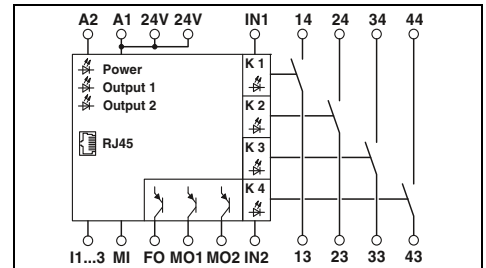 A2 A1 24V 24V IN1 14 24 34 44
Power
Output 1
Output 2
RJ45
K 1
K 2
K 3
K 4
I1...3 MI FO MO1 MO2 IN2 13 23 33 43